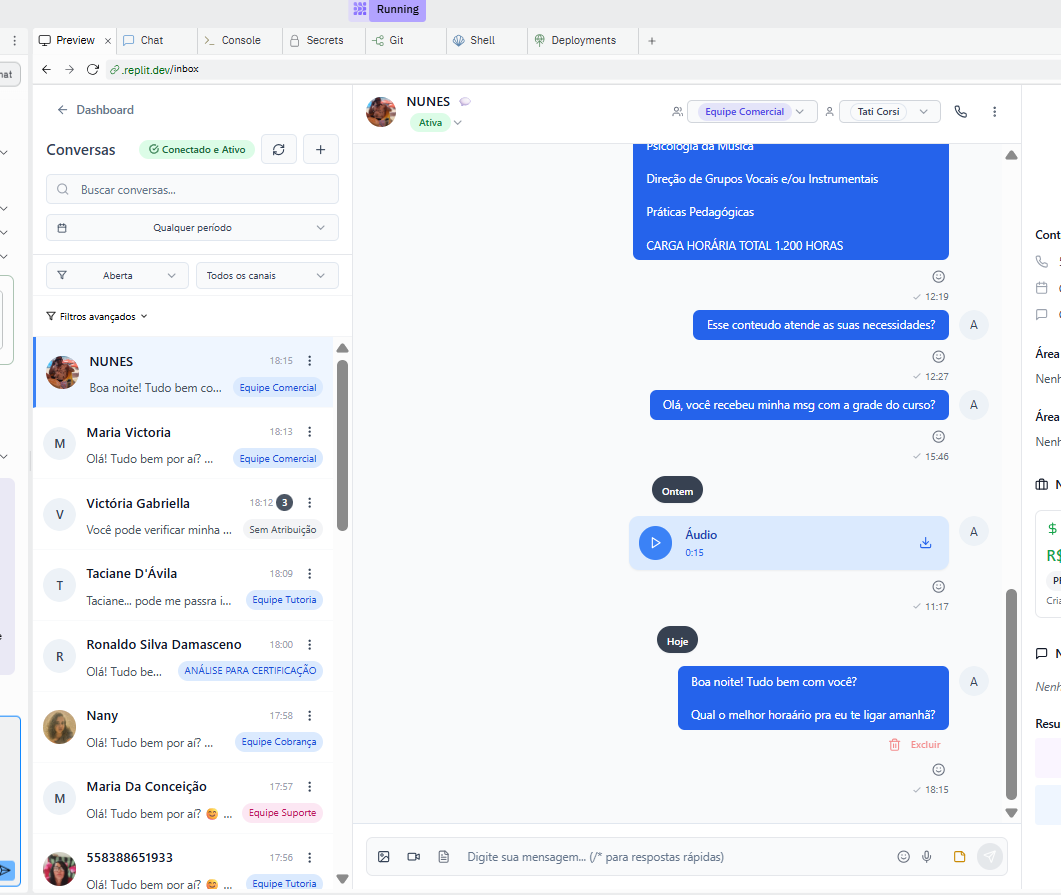 Running
Preview
Chat
Console
Secrets
Git
Shell
Deployments
hat
.replit.dev/inbox
Dashboard
Conversas
Conectado e Ativo
Buscar conversas...
Qualquer período
Aberta
Todos os canais
Filtros avançados
NUNES
18:15
Boa noite! Tudo bem co...
Equipe Comercial
M
Maria Victoria
18:13
Olá! Tudo bem por aí? ...
Equipe Comercial
V
Victória Gabriella
18:12
3
Você pode verificar minha ...
Sem Atribuição
T
Taciane D'Ávila
18:09
Taciane... pode me passra i...
Equipe Tutoria
R
Ronaldo Silva Damasceno
18:00
Olá! Tudo be...
ANÁLISE PARA CERTIFICAÇÃO
Nany
17:58
Olá! Tudo bem por aí? ...
Equipe Cobrança
M
Maria Da Conceição
17:57
Olá! Tudo bem por aí? 😊 ...
Equipe Suporte
558388651933
17:56
Olá! Tudo bem por aí? 😊 ...
Equipe Tutoria
NUNES
Ativa
Equipe Comercial
Tati Corsi
Psicologia da Música
Direção de Grupos Vocais e/ou Instrumentais
Práticas Pedagógicas
CARGA HORÁRIA TOTAL 1.200 HORAS
12:19
Esse conteudo atende as suas necessidades?
A
12:27
Olá, você recebeu minha msg com a grade do curso?
A
15:46
Ontem
Áudio
0:15
A
11:17
Hoje
Boa noite! Tudo bem com você?
Qual o melhor horaário pra eu te ligar amanhã?
A
Excluir
18:15
Digite sua mensagem... (/* para respostas rápidas)
Cont
Área
Nenh
Área
Nenh
N
$
R$
Cria
N
Nenh
Resu